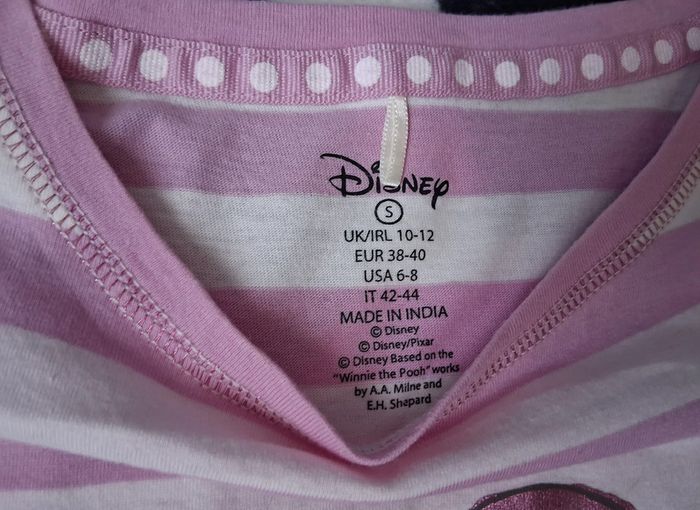 Disney
S
UK/IRL 10-12
EUR 38-40
USA 6-8
IT 42-44
MADE IN INDIA
© Disney
© Disney/Pixar
© Disney Based on the
"Winnie the Pooh" works
by A.A. Milne and
E.H. Shepard